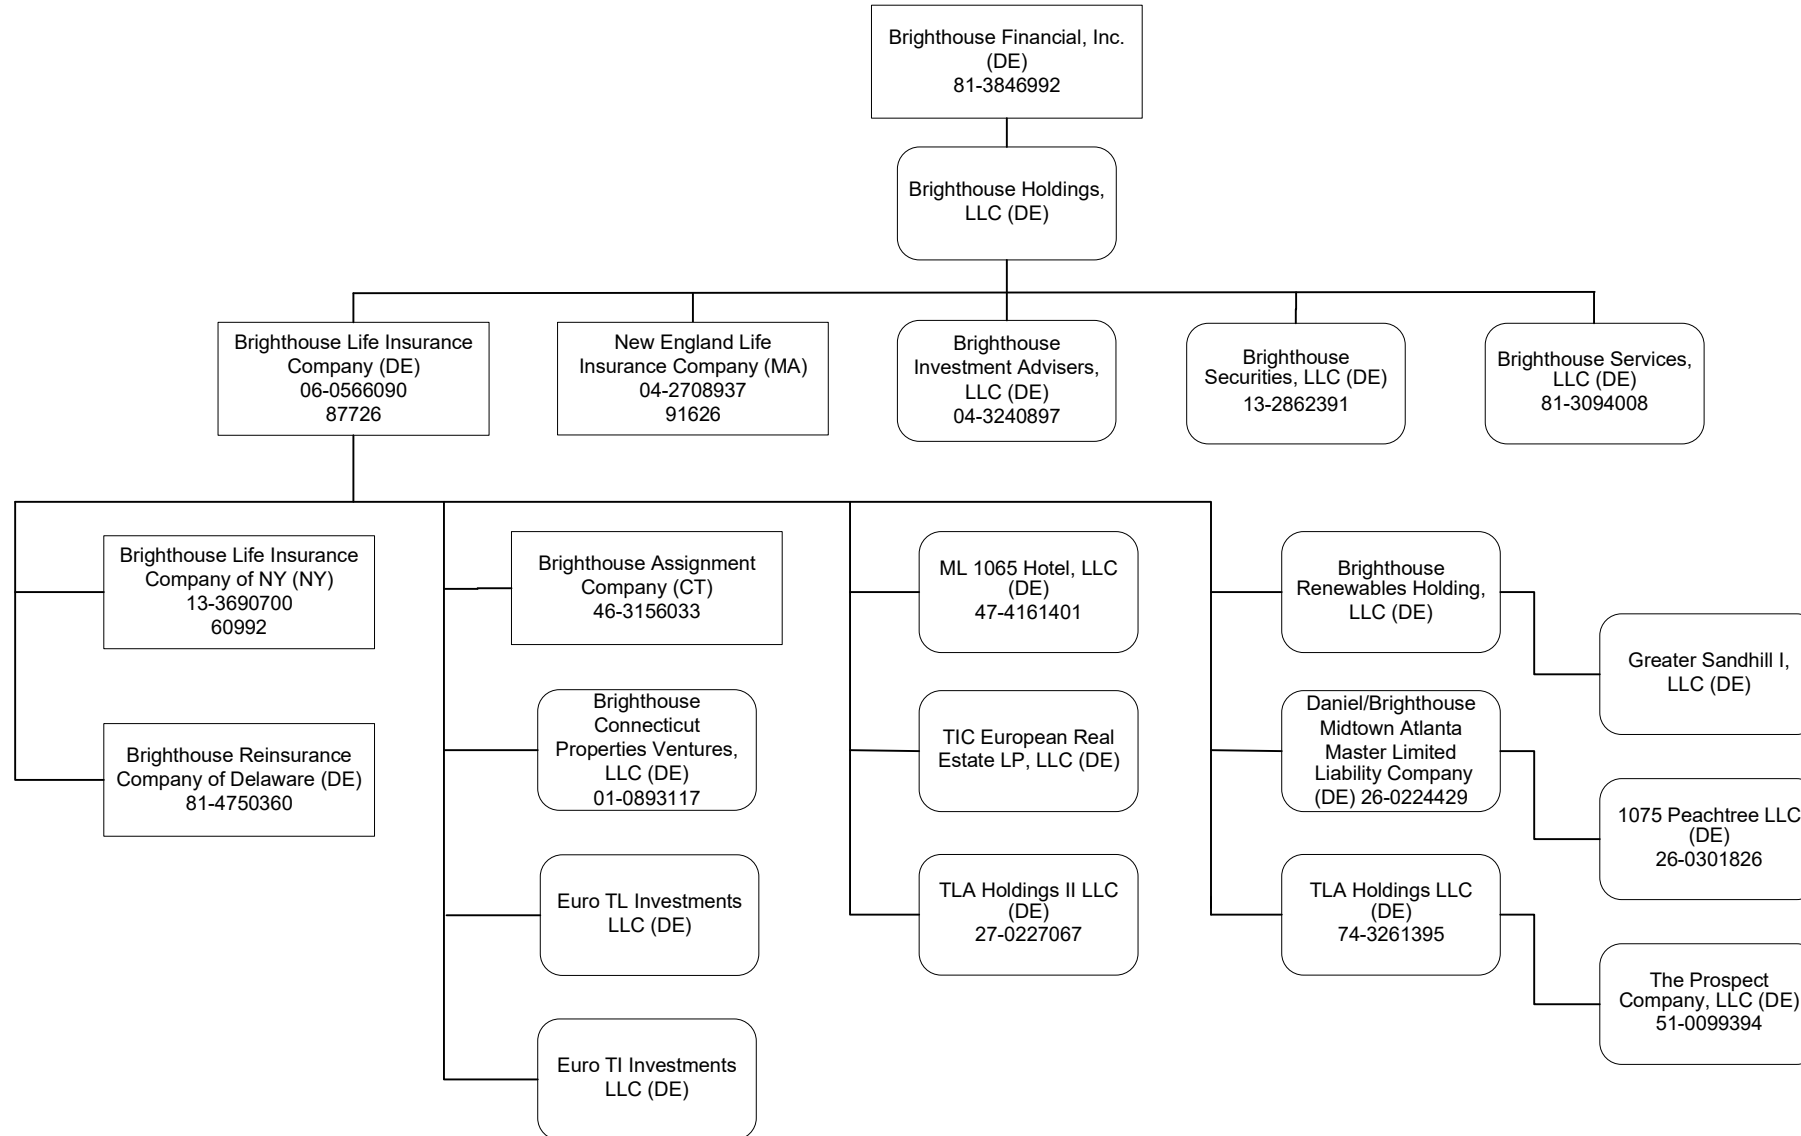 Brighthouse Financial, Inc.
(DE)
81-3846992
Brighthouse Holdings,
LLC (DE)
Brighthouse Life Insurance
Company (DE)
06-0566090
87726
New England Life
Insurance Company (MA)
04-2708937
91626
Brighthouse
Investment Advisers,
LLC (DE)
04-3240897
Brighthouse
Securities, LLC (DE)
13-2862391
Brighthouse Services,
LLC (DE)
81-3094008
Brighthouse Life Insurance
Company of NY (NY)
13-3690700
60992
Brighthouse Reinsurance
Company of Delaware (DE)
81-4750360
Brighthouse Assignment
Company (CT)
46-3156033
Brighthouse
Connecticut
Properties Ventures,
LLC (DE)
01-0893117
Euro TL Investments
LLC (DE)
Euro TI Investments
LLC (DE)
ML 1065 Hotel, LLC
(DE)
47-4161401
TIC European Real
Estate LP, LLC (DE)
TLA Holdings II LLC
(DE)
27-0227067
Brighthouse
Renewables Holding,
LLC (DE)
Daniel/Brighthouse
Midtown Atlanta
Master Limited
Liability Company
(DE) 26-0224429
TLA Holdings LLC
(DE)
74-3261395
Greater Sandhill I,
LLC (DE)
1075 Peachtree LLC
(DE)
26-0301826
The Prospect
Company, LLC (DE)
51-0099394